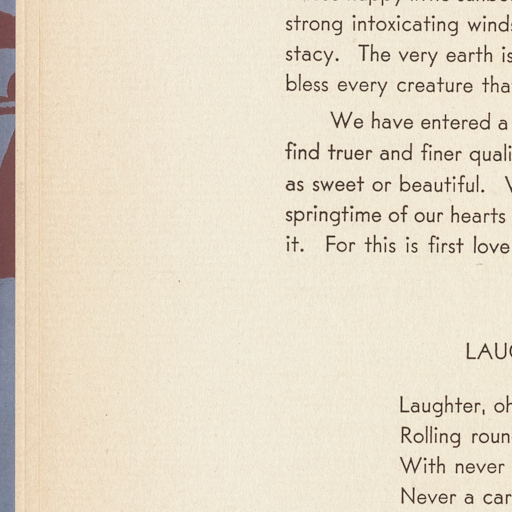 strong intoxicating winds
stacy. The very earth is
bless every creature tha
We have entered a
find truer and finer quali
as sweet or beautiful.
springtime of our hearts
it. For this is first love
LAUG
Laughter, oh
Rolling roun
With never
Never a car